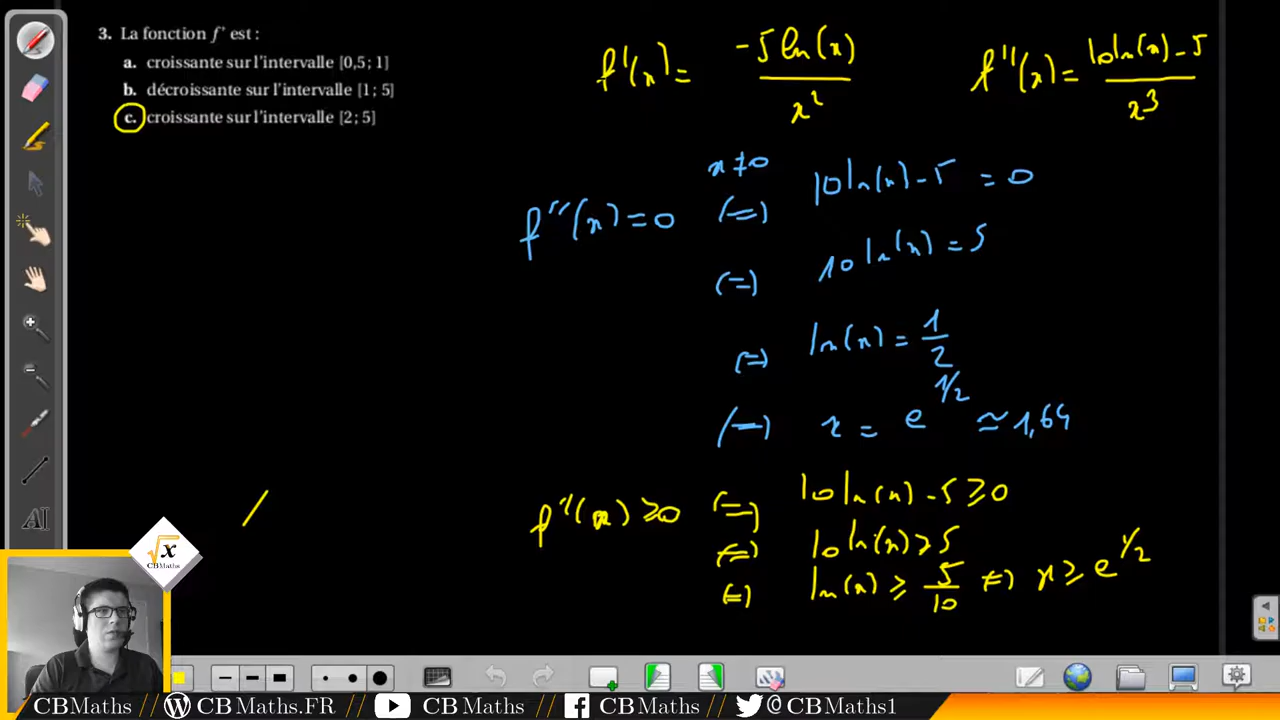 3. La fonction f' est :
a. croissante sur l'intervalle [0,5 ; 1]
b. décroissante sur l'intervalle [1 ; 5]
c. croissante sur l'intervalle [2 ; 5]
f'(x) = -5 ln(x) / x²
f''(x) = 10 ln(x) - 5 / x³
x ≠ 0
f''(x) = 0 (=) 10 ln(x) - 5 = 0
(=) 10 ln(x) = 5
(=) ln(x) = 1/2
(=) x = e^1/2 ≃ 1,64
f''(x) ≥ 0 (=) 10 ln(x) - 5 ≥ 0
(=) 10 ln(x) ≥ 5
(=) ln(x) ≥ 5/10 (=) x ≥ e^1/2
√x
CBMaths
AI
CBMaths CBMaths.FR CBMaths CBMaths @CBMaths1